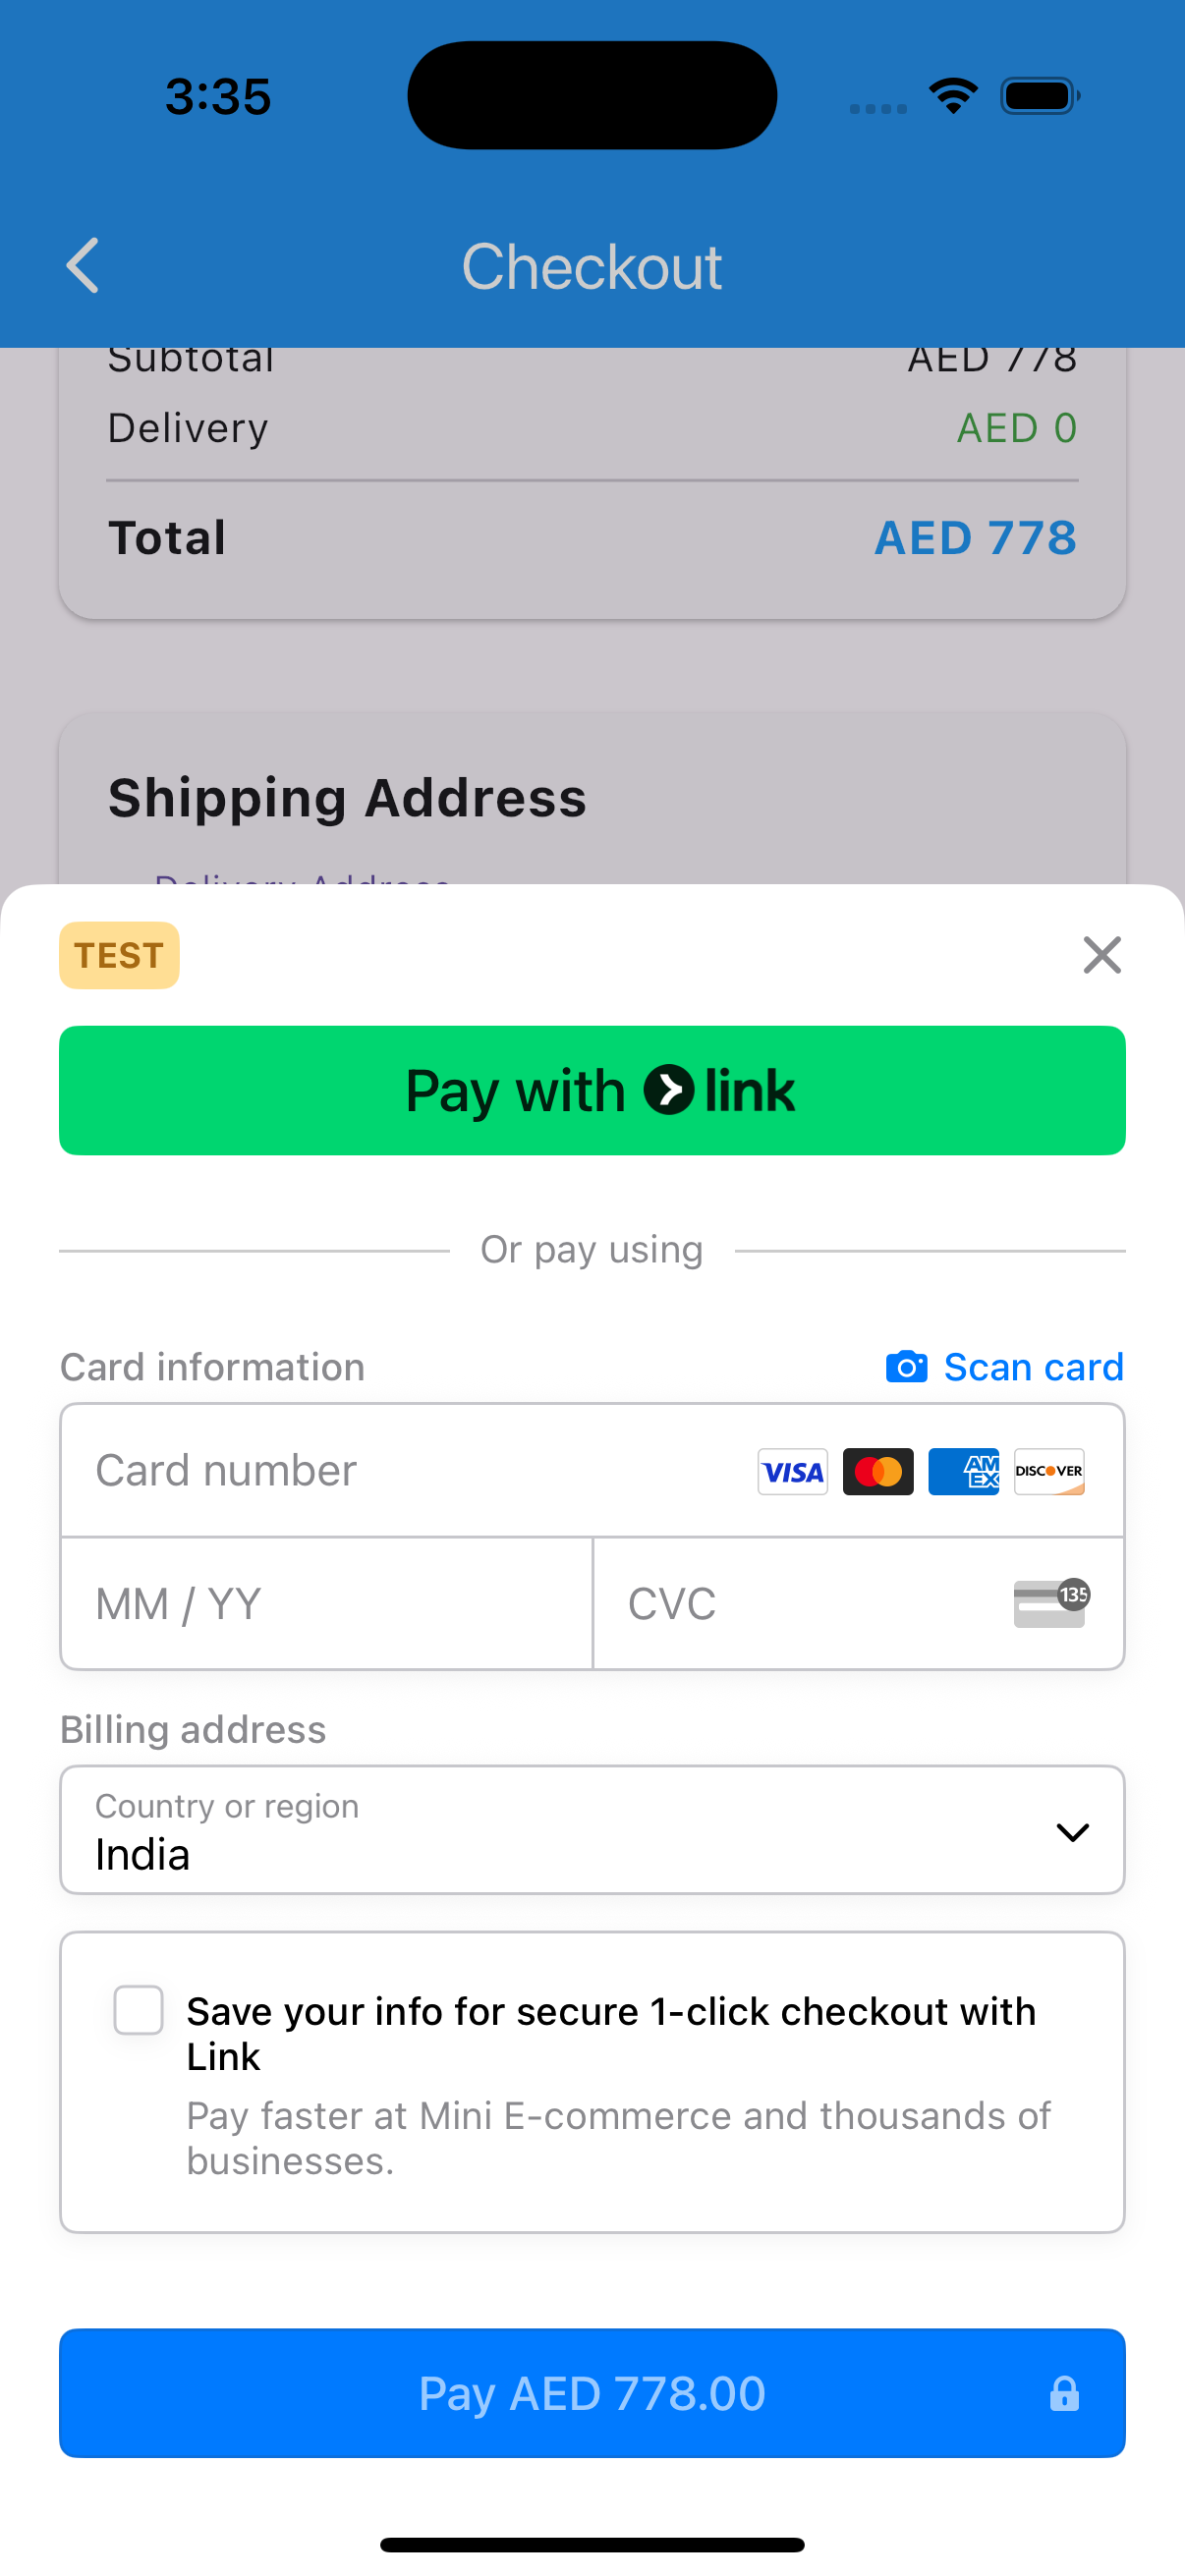 3:35
Checkout
Subtotal AED 778
Delivery AED 0
Total AED 778
Shipping Address
Delivery Address
TEST
Pay with link
Or pay using
Card information Scan card
Card number VISA AMEX DISCOVER
MM / YY CVC 135
Billing address
Country or region
India
Save your info for secure 1-click checkout with
Link
Pay faster at Mini E-commerce and thousands of
businesses.
Pay AED 778.00